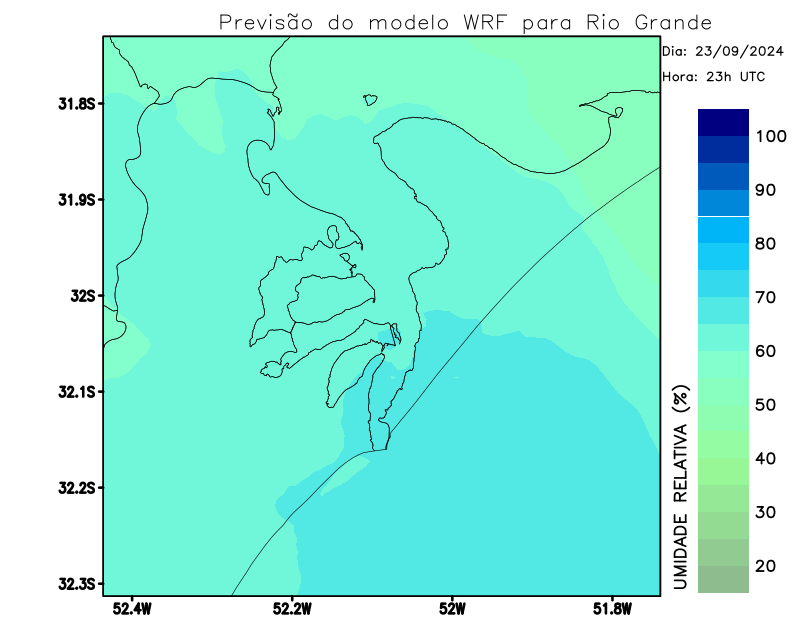 Previsão do modelo WRF para Rio Grande
Dia: 23/09/2024
Hora: 23h UTC
31.8S
31.9S
32S
32.1S
32.2S
32.3S
52.4W
52.2W
52W
51.8W
100
90
80
70
60
50
40
30
20
UMIDADE RELATIVA (%)